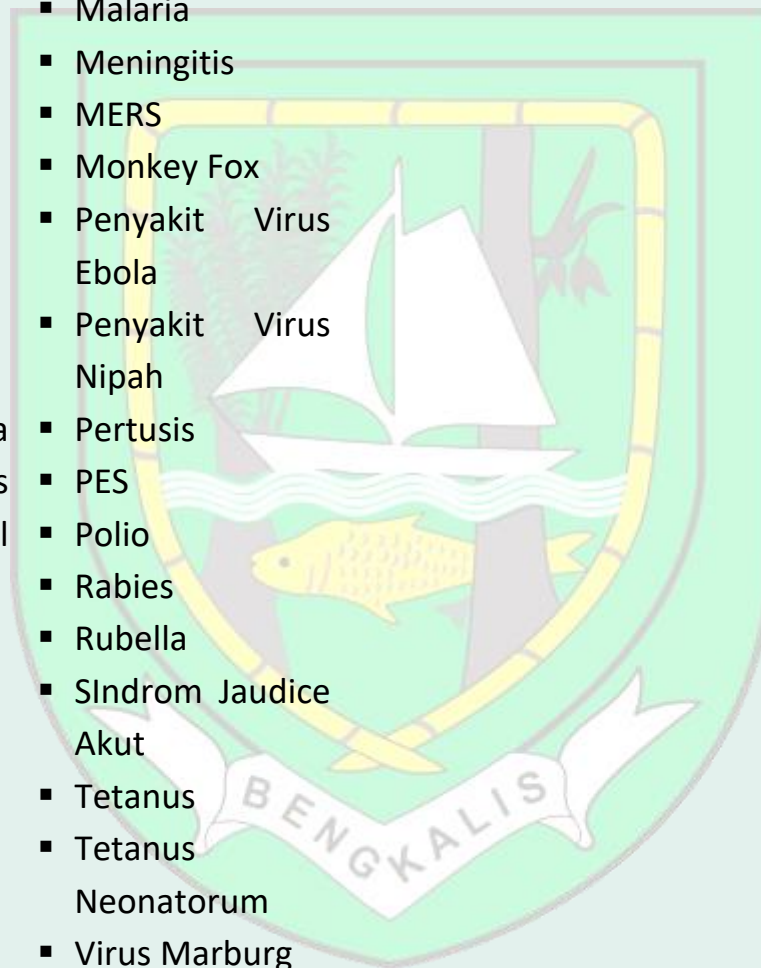 ▪ Malaria
▪ Meningitis
▪ MERS
▪ Monkey Fox
▪ Penyakit Virus
Ebola
▪ Penyakit Virus
Nipah
a ▪ Pertusis
s ▪ PES
l ▪ Polio
▪ Rabies
▪ Rubella
▪ SIndrom Jaudice
Akut
▪ Tetanus
▪ Tetanus
Neonatorum
▪ Virus Marburg
BENGKALIS